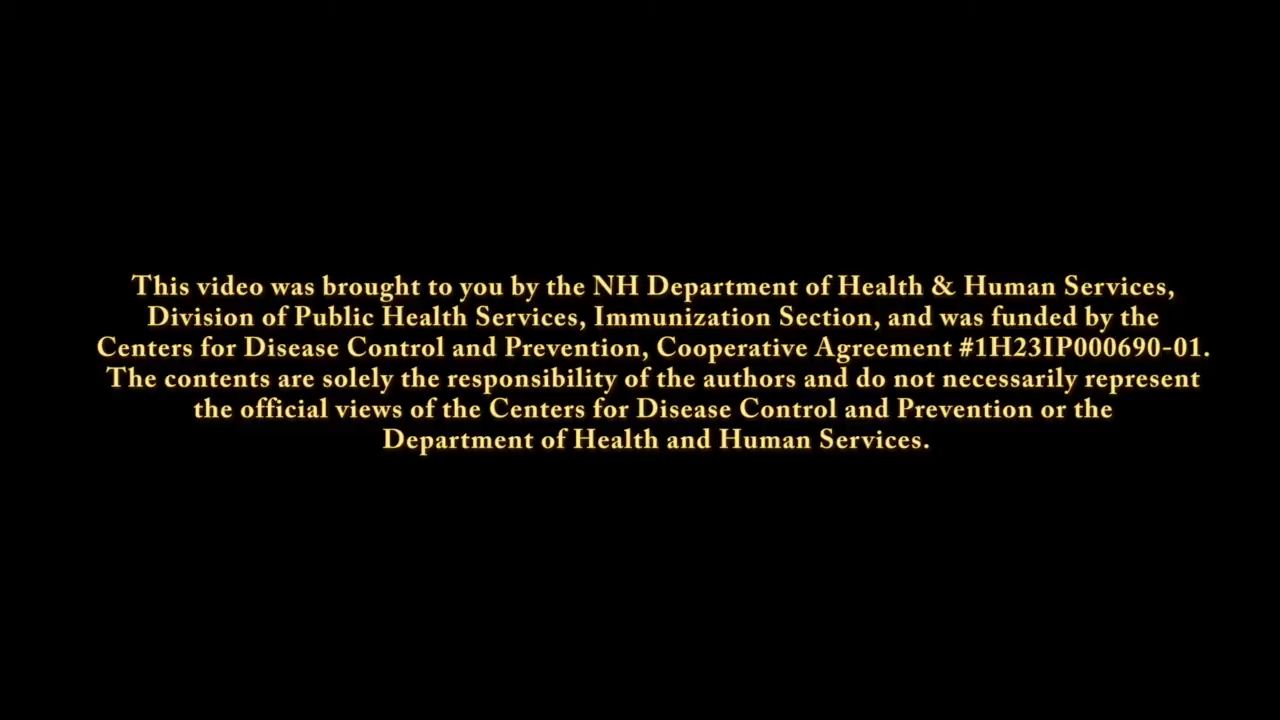 This video was brought to you by the NH Department of Health & Human Services,
Division of Public Health Services, Immunization Section, and was funded by the
Centers for Disease Control and Prevention, Cooperative Agreement #1H23IP000690-01.
The contents are solely the responsibility of the authors and do not necessarily represent
the official views of the Centers for Disease Control and Prevention or the
Department of Health and Human Services.